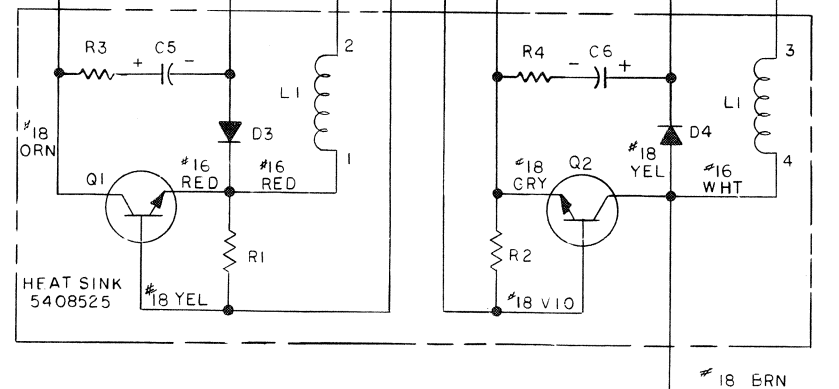 R3 + C5 - 2
L1
#18
ORN
D3
1
Q1
#16
RED
#16
RED
R1
HEAT SINK
5408525
#18 YEL
R4 - C6 + 3
L1
D4
4
#18
GRY
Q2
#18
YEL
#16
WHT
R2
#18 VIO
#18 BRN